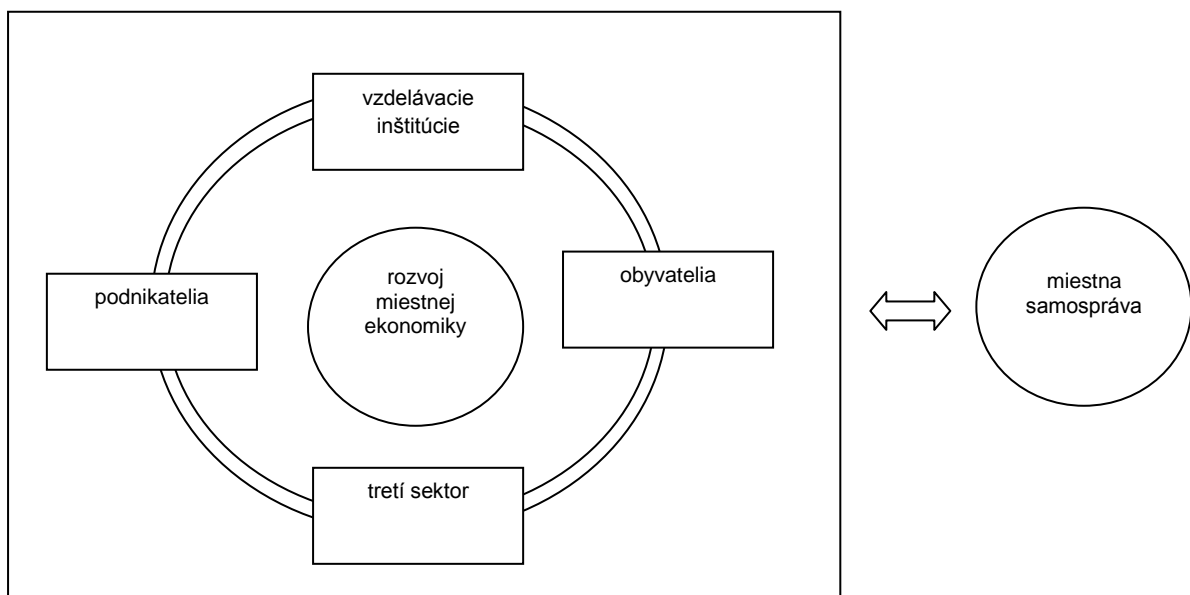 vzdelávacie
inštitúcie
podnikatelia
rozvoj
miestnej
ekonomiky
obyvatelia
tretí sektor
miestna
samospráva